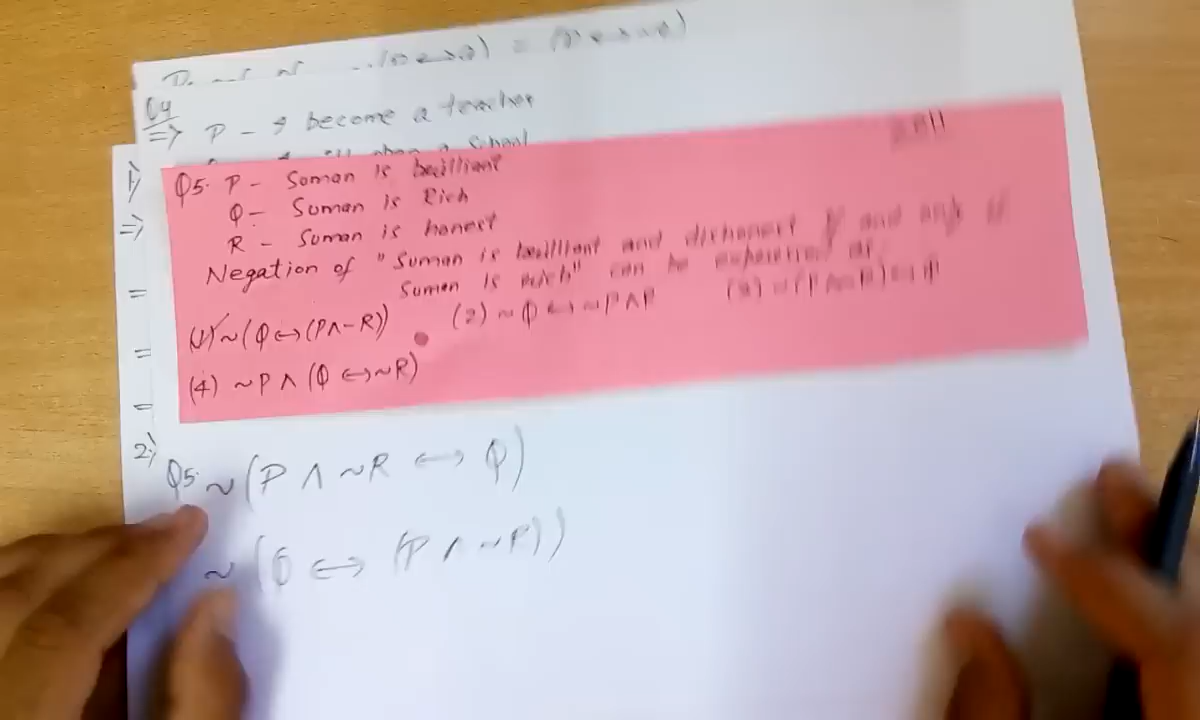 (P ↔ Q) = (P ↔ ~Q)
Q4
=> P - I become a teacher
1)
Q5. P - Suman is brilliant
Q - Suman is Rich
=> R - Suman is honest
Negation of "Suman is brilliant and dishonest if and only if
= Suman is rich" can be expressed as
(1) ~(Q ↔ (P ∧ ~R)) (2) ~Q ↔ ~P ∧ R (3) ~(P ∧ ~R) ↔ Q
=
(4) ~P ∧ (Q ↔ ~R)
=
2)
Q5. ~(P ∧ ~R ↔ Q)
~(Q ↔ (P ∧ ~R))